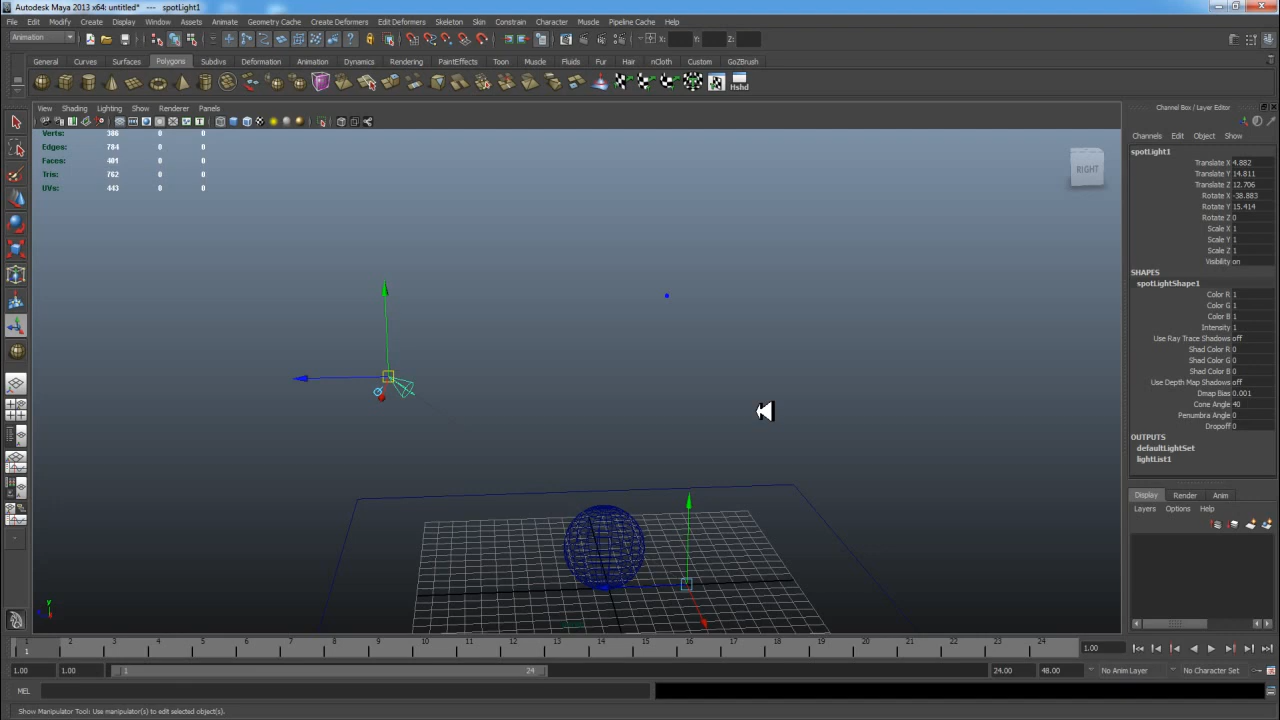 Autodesk Maya 2013 x64: untitled*   ---   spotLight1
File Edit Modify Create Display Window Assets Animate Geometry Cache Create Deformers Edit Deformers Skeleton Skin Constrain Character Muscle Pipeline Cache Help
Animation X: Y: Z:
General Curves Surfaces Polygons Subdivs Deformation Animation Dynamics Rendering PaintEffects Toon Muscle Fluids Fur Hair nCloth Custom GoZBrush
Hshd
View Shading Lighting Show Renderer Panels
Verts: 386 0 0
Edges: 784 0 0
Faces: 401 0 0
Tris: 762 0 0
UVs: 443 0 0
RIGHT
y
Channel Box / Layer Editor
Channels Edit Object Show
spotLight1
Translate X 4.882
Translate Y 14.811
Translate Z 12.706
Rotate X -38.883
Rotate Y 15.414
Rotate Z 0
Scale X 1
Scale Y 1
Scale Z 1
Visibility on
SHAPES
spotLightShape1
Color R 1
Color G 1
Color B 1
Intensity 1
Use Ray Trace Shadows off
Shad Color R 0
Shad Color G 0
Shad Color B 0
Use Depth Map Shadows off
Dmap Bias 0.001
Cone Angle 40
Penumbra Angle 0
Dropoff 0
OUTPUTS
defaultLightSet
lightList1
Display Render Anim
Layers Options Help
1 2 3 4 5 6 7 8 9 10 11 12 13 14 15 16 17 18 19 20 21 22 23 24 1.00
1
1.00 1.00 1 24 24.00 48.00 No Anim Layer No Character Set
MEL
Show Manipulator Tool: Use manipulator(s) to edit selected object(s).